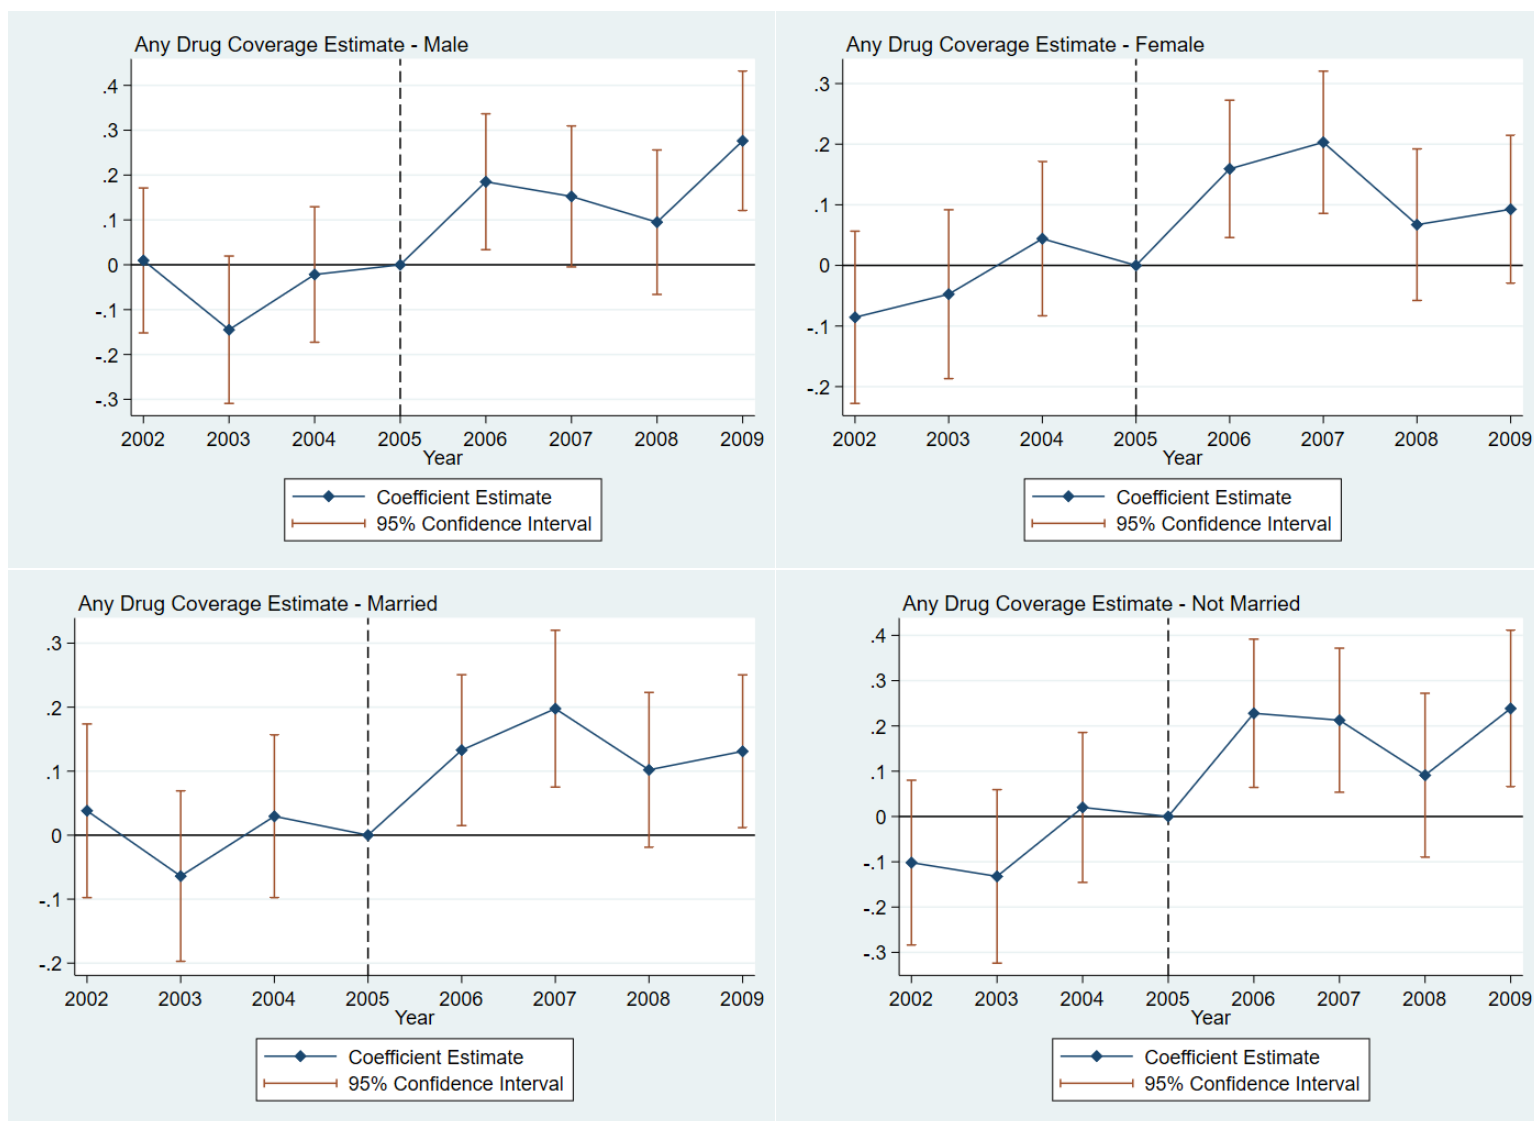 Any Drug Coverage Estimate - Male
.4
.3
.2
.1
0
-.1
-.2
-.3
2002 2003 2004 2005 2006 2007 2008 2009
Year
Coefficient Estimate
95% Confidence Interval
Any Drug Coverage Estimate - Female
.3
.2
.1
0
-.1
-.2
2002 2003 2004 2005 2006 2007 2008 2009
Year
Coefficient Estimate
95% Confidence Interval
Any Drug Coverage Estimate - Married
.3
.2
.1
0
-.1
-.2
2002 2003 2004 2005 2006 2007 2008 2009
Year
Coefficient Estimate
95% Confidence Interval
Any Drug Coverage Estimate - Not Married
.4
.3
.2
.1
0
-.1
-.2
-.3
2002 2003 2004 2005 2006 2007 2008 2009
Year
Coefficient Estimate
95% Confidence Interval